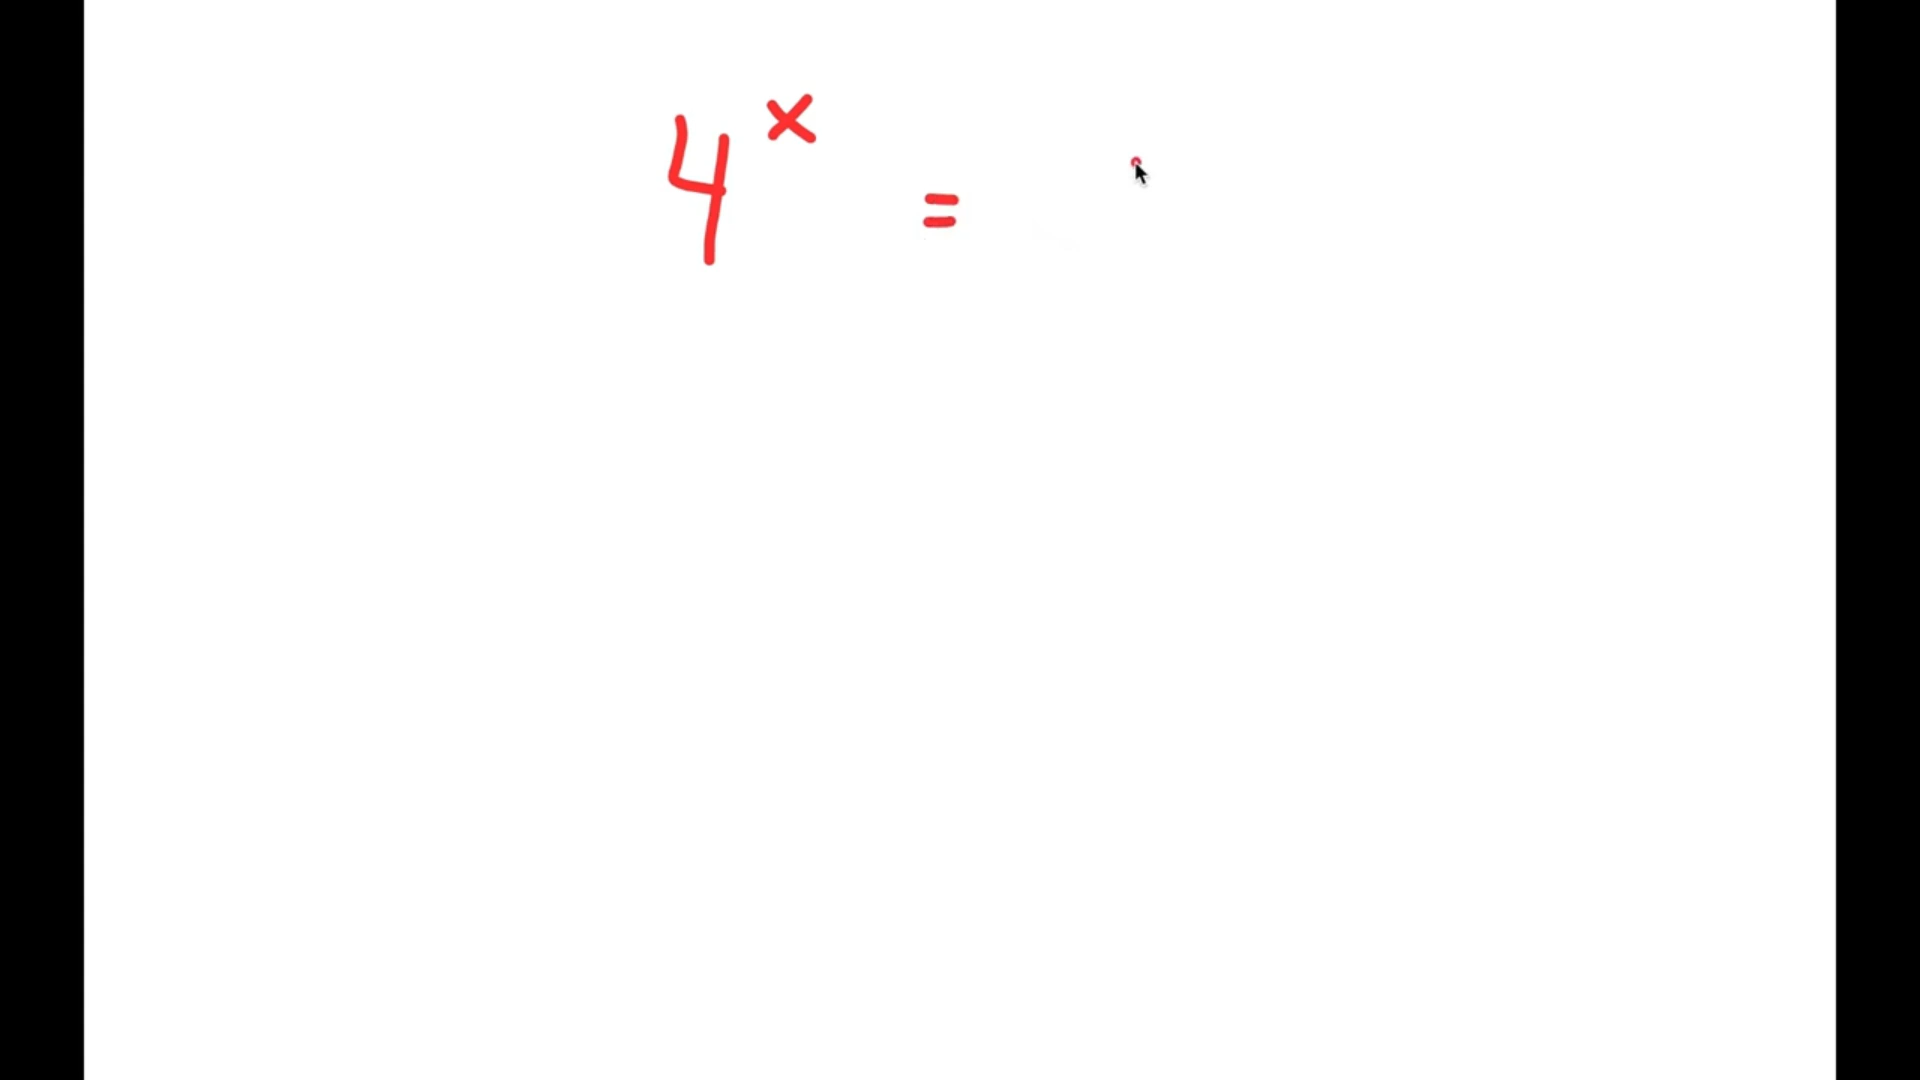 4^x =